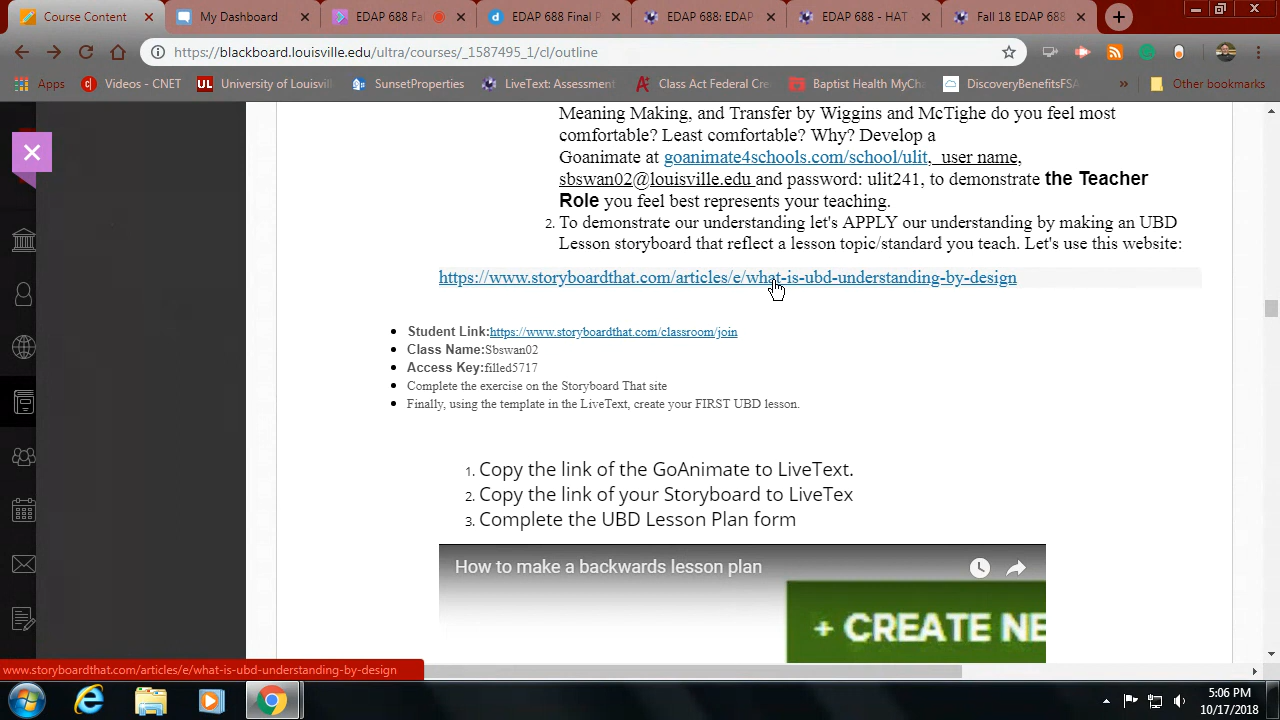 Course Content
My Dashboard
EDAP 688 Fa
EDAP 688 Final P
EDAP 688: EDAP
EDAP 688 - HAT
Fall 18 EDAP 688
https://blackboard.louisville.edu/ultra/courses/_1587495_1/cl/outline
Apps
Videos - CNET
University of Louisvil
SunsetProperties
LiveText: Assessment
Class Act Federal Cre
Baptist Health MyCha
DiscoveryBenefitsFSA
»
Other bookmarks
Meaning Making, and Transfer by Wiggins and McTighe do you feel most
comfortable? Least comfortable? Why? Develop a
Goanimate at goanimate4schools.com/school/ulit, user name,
sbswan02@louisville.edu and password: ulit241, to demonstrate the Teacher
Role you feel best represents your teaching.
2. To demonstrate our understanding let's APPLY our understanding by making an UBD
Lesson storyboard that reflect a lesson topic/standard you teach. Let's use this website:
https://www.storyboardthat.com/articles/e/what-is-ubd-understanding-by-design
• Student Link:https://www.storyboardthat.com/classroom/join
• Class Name:Sbswan02
• Access Key:filled5717
• Complete the exercise on the Storyboard That site
• Finally, using the template in the LiveText, create your FIRST UBD lesson.
1. Copy the link of the GoAnimate to LiveText.
2. Copy the link of your Storyboard to LiveTex
3. Complete the UBD Lesson Plan form
How to make a backwards lesson plan
+ CREATE NE
www.storyboardthat.com/articles/e/what-is-ubd-understanding-by-design
5:06 PM
10/17/2018